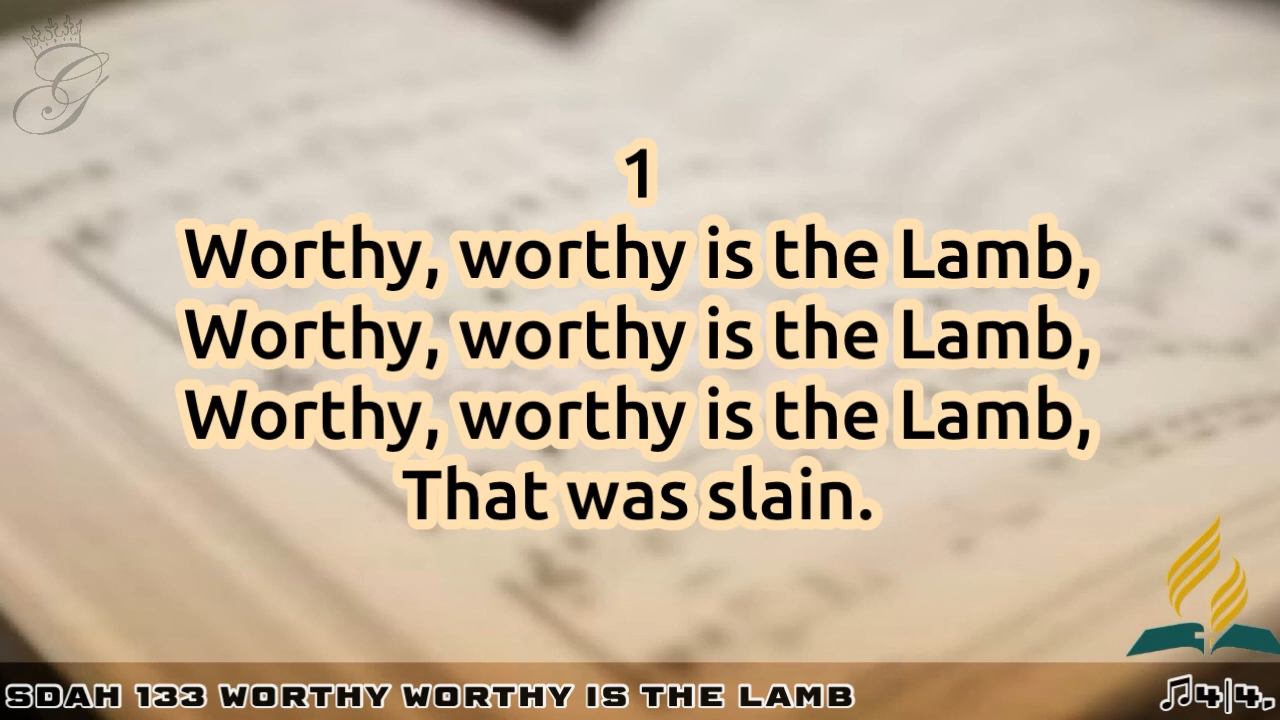 1
Worthy, worthy is the Lamb,
Worthy, worthy is the Lamb,
Worthy, worthy is the Lamb,
That was slain.
SDAH 133 WORTHY WORTHY IS THE LAMB
♫4|4.
G